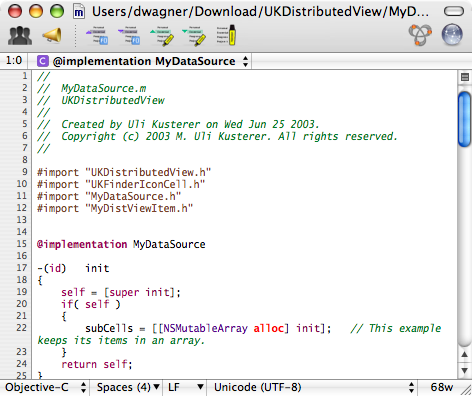 Users/dwagner/Download/UKDistributedView/MyD...
1:0 C @implementation MyDataSource
1 //
2 //  MyDataSource.m
3 //  UKDistributedView
4 //
5 //  Created by Uli Kusterer on Wed Jun 25 2003.
6 //  Copyright (c) 2003 M. Uli Kusterer. All rights reserved.
7 //
8
9 #import "UKDistributedView.h"
10 #import "UKFinderIconCell.h"
11 #import "MyDataSource.h"
12 #import "MyDistViewItem.h"
13
14
15 @implementation MyDataSource
16
17 -(id)   init
18 {
19     self = [super init];
20     if( self )
21     {
22         subCells = [[NSMutableArray alloc] init];   // This example
keeps its items in an array.
23     }
24     return self;
25 }
Objective-C Spaces (4) LF Unicode (UTF-8) 68w